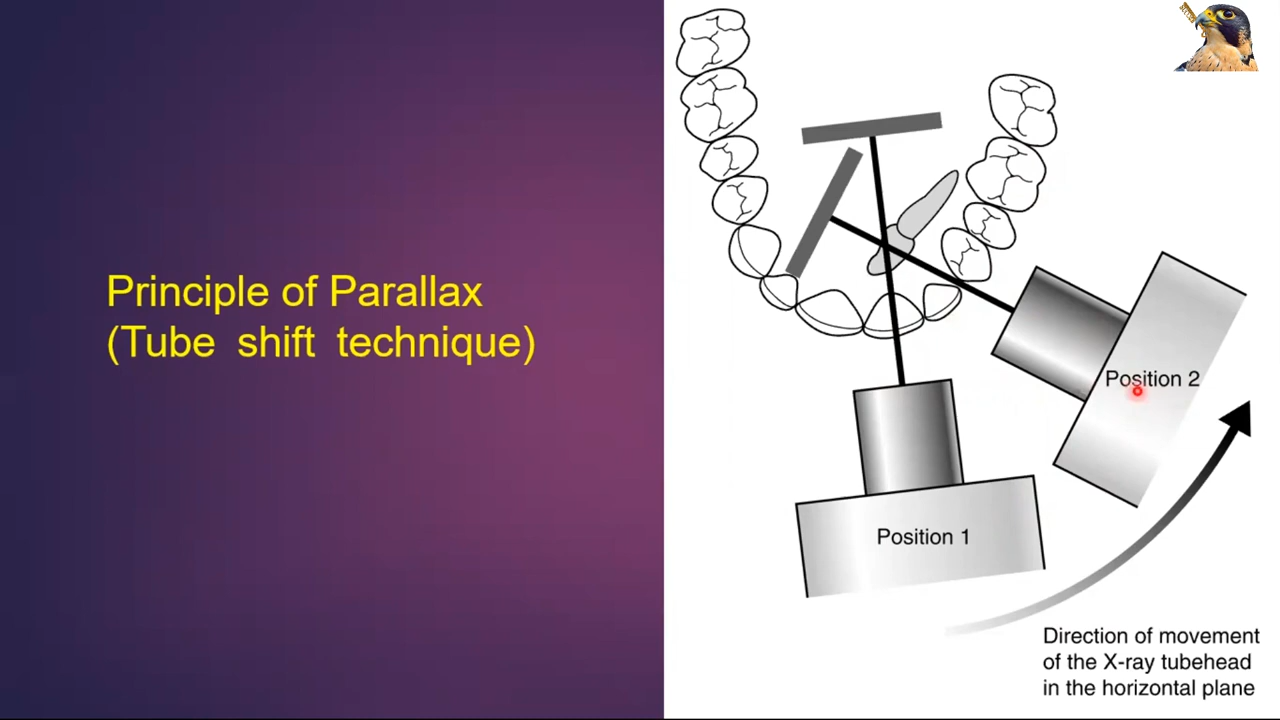 Principle of Parallax
(Tube shift technique)
Position 2
Position 1
Direction of movement
of the X-ray tubehead
in the horizontal plane